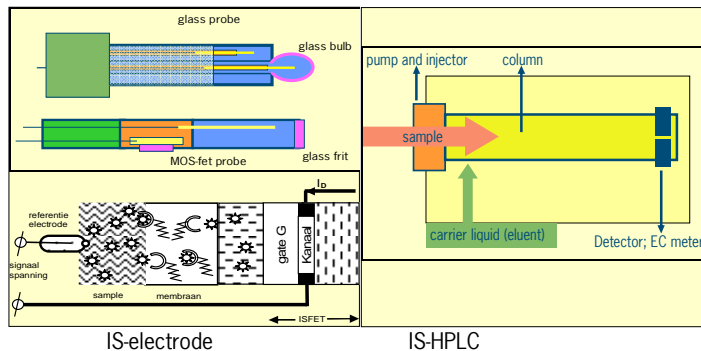 glass probe
glass bulb
MOS-fet probe
glass frit
I_D
referentie
electrode
signaal
spanning
gate G
Kanaal
sample
membraan
ISFET
IS-electrode
pump and injector
column
sample
carrier liquid (eluent)
Detector; EC meter
IS-HPLC